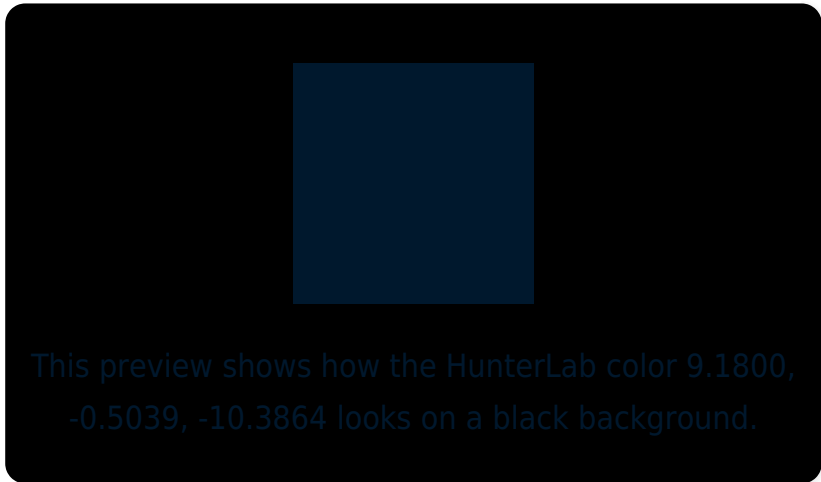 This preview shows how the HunterLab color 9.1800,
-0.5039, -10.3864 looks on a black background.